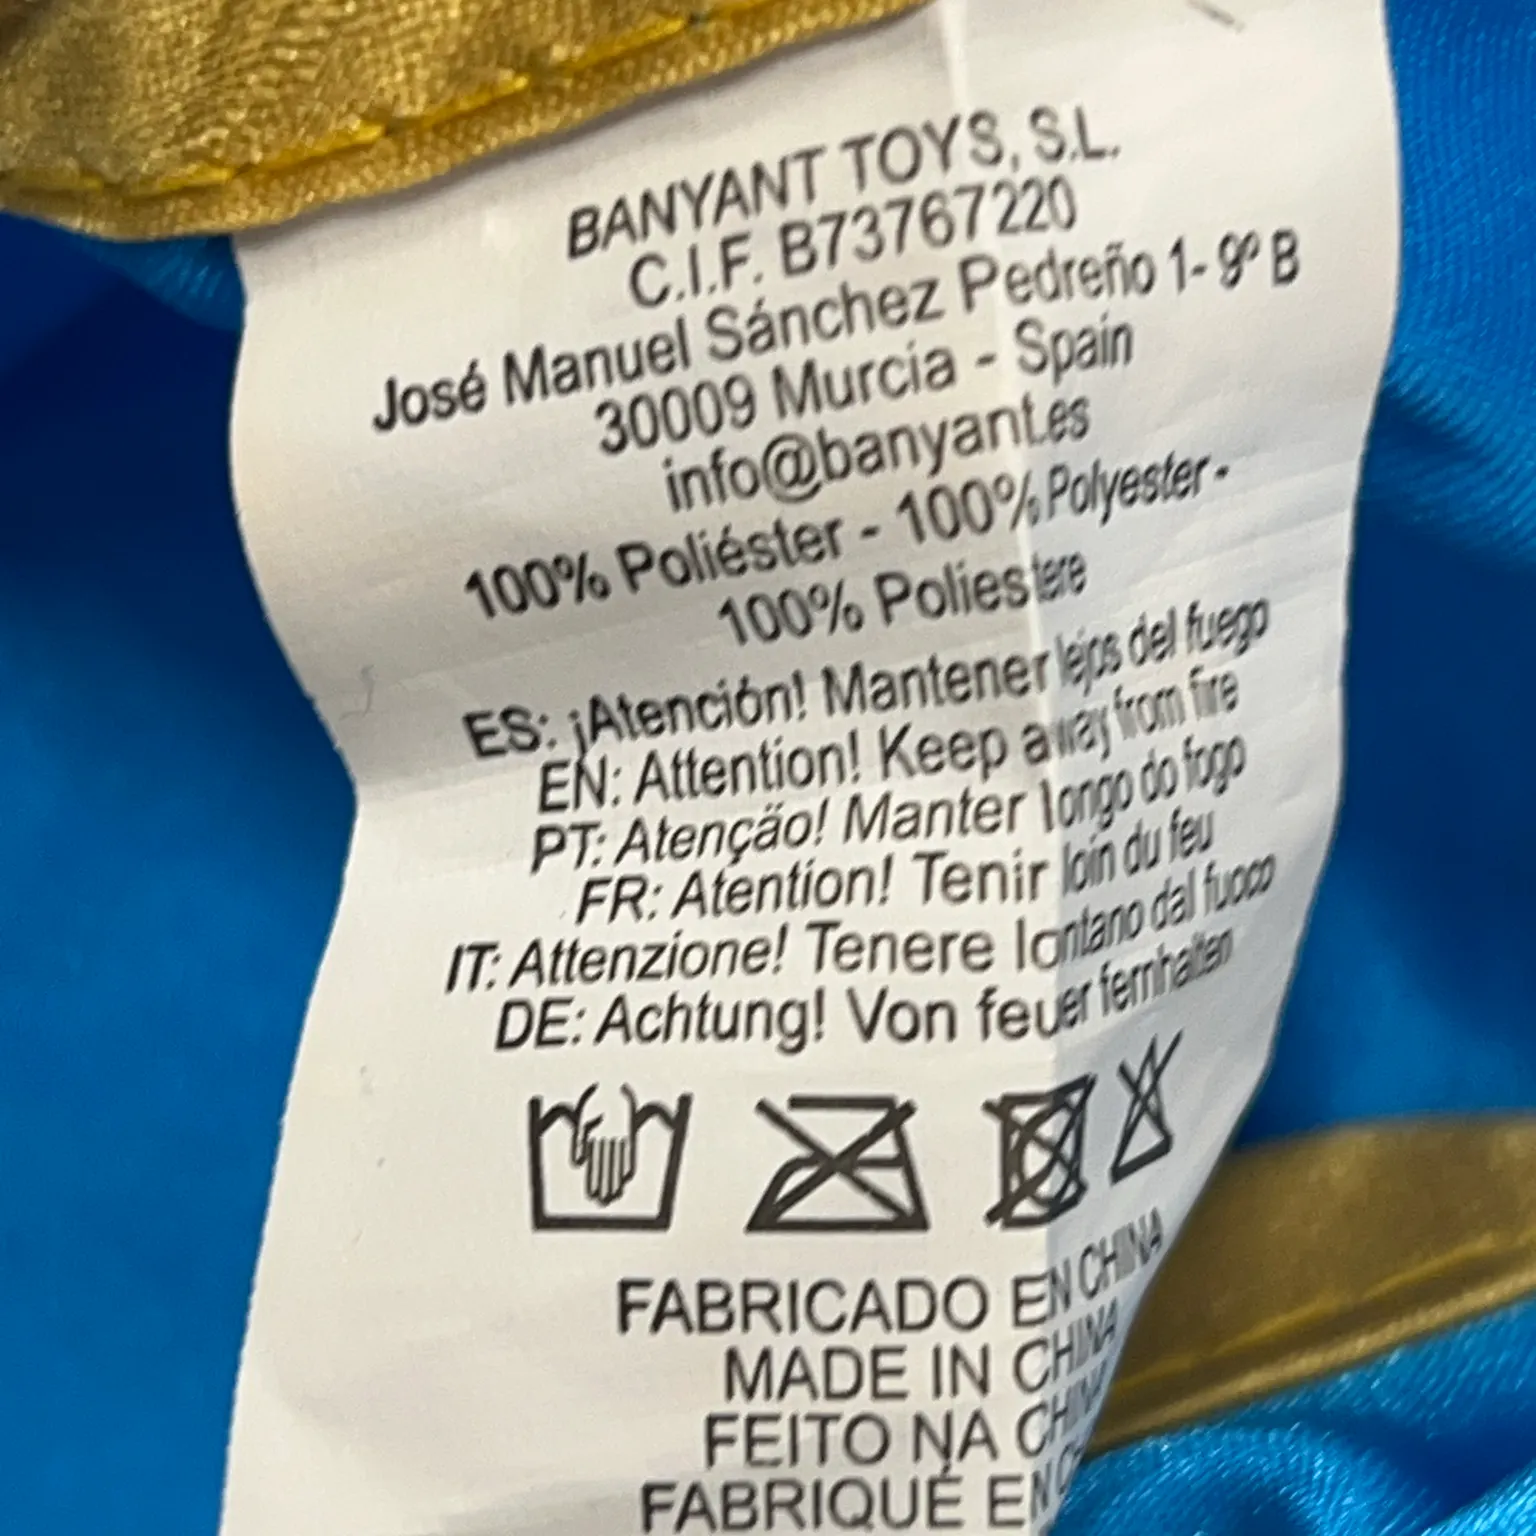 BANYANT TOYS, S.L.
C.I.F. B73767220
José Manuel Sánchez Pedreño 1- 9º B
30009 Murcia - Spain
info@banyant.es
100% Poliéster - 100% Polyester -
100% Poliestere
ES: ¡Atención! Mantener lejos del fuego
EN: Attention! Keep away from fire
PT: Atenção! Manter longo do fogo
FR: Atention! Tenir loin du feu
IT: Attenzione! Tenere lontano dal fuoco
DE: Achtung! Von feuer fernhalten
FABRICADO EN CHINA
MADE IN CHINA
FEITO NA CHINA
FABRIQUÉ EN